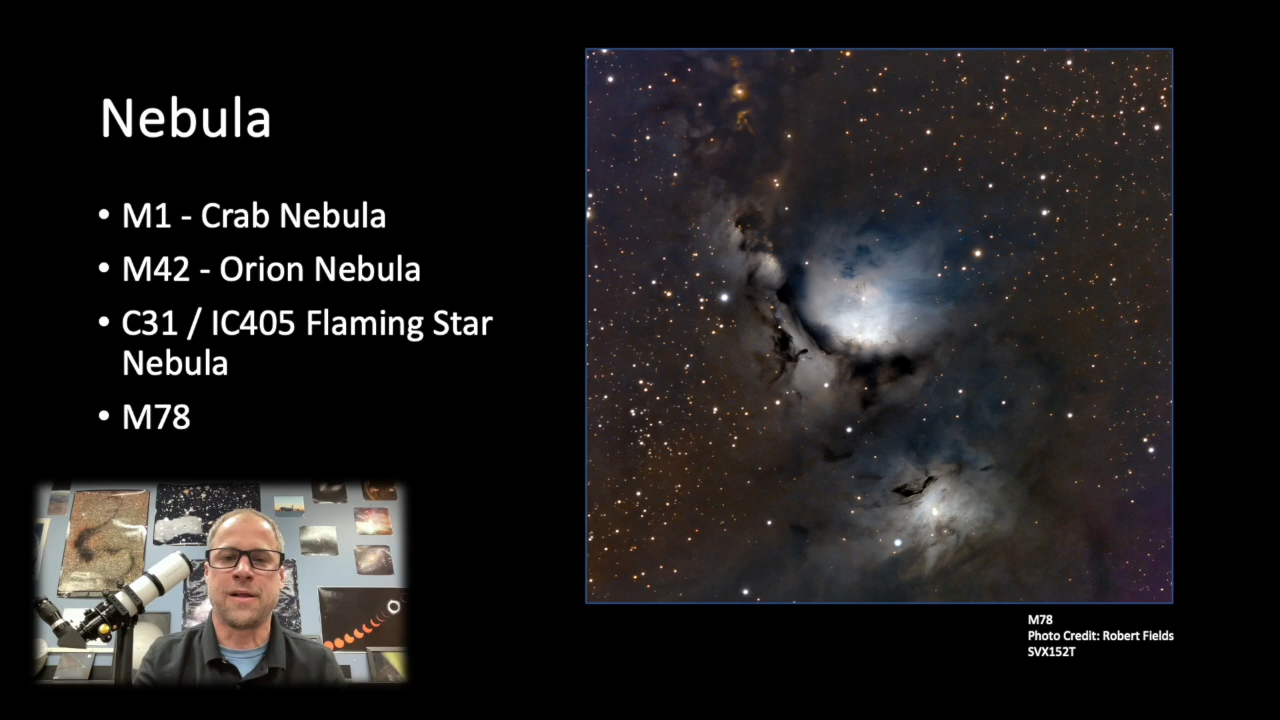 Nebula
• M1 - Crab Nebula
• M42 - Orion Nebula
• C31 / IC405 Flaming Star
Nebula
• M78
M78
Photo Credit: Robert Fields
SVX152T